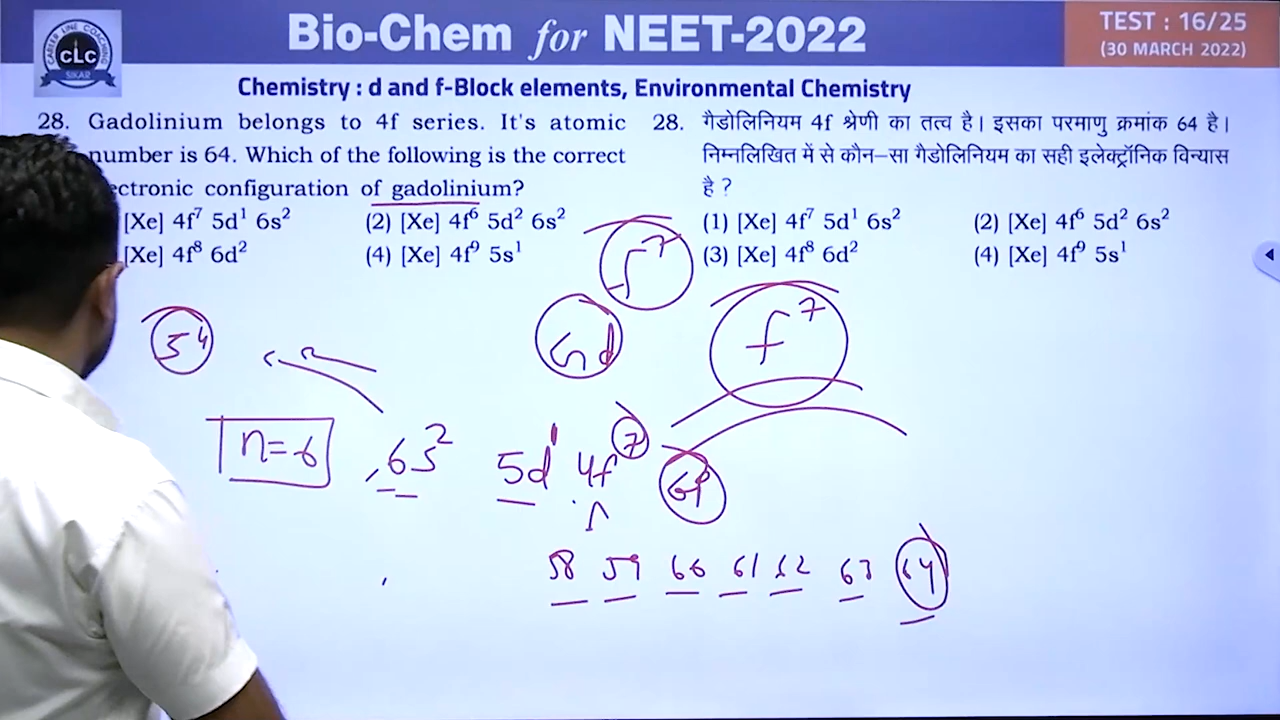 Bio-Chem for NEET-2022
TEST : 16/25
(30 MARCH 2022)
CAREER LINE COACHING
CLC
SIKAR
Chemistry : d and f-Block elements, Environmental Chemistry
28. Gadolinium belongs to 4f series. It's atomic
number is 64. Which of the following is the correct
configuration of gadolinium?
[Xe] 4f⁷ 5d¹ 6s² (2) [Xe] 4f⁶ 5d² 6s²
[Xe] 4f⁸ 6d² (4) [Xe] 4f⁹ 5s¹
28. गैडोलिनियम 4f श्रेणी का तत्व है। इसका परमाणु क्रमांक 64 है।
निम्नलिखित में से कौन–सा गैडोलिनियम का सही इलेक्ट्रॉनिक विन्यास
है ?
(1) [Xe] 4f⁷ 5d¹ 6s² (2) [Xe] 4f⁶ 5d² 6s²
(3) [Xe] 4f⁸ 6d² (4) [Xe] 4f⁹ 5s¹
f⁷
Gd
f⁷
54
n=6 6s² 5d¹ 4f⁷
58 59 60 61 62 63 64